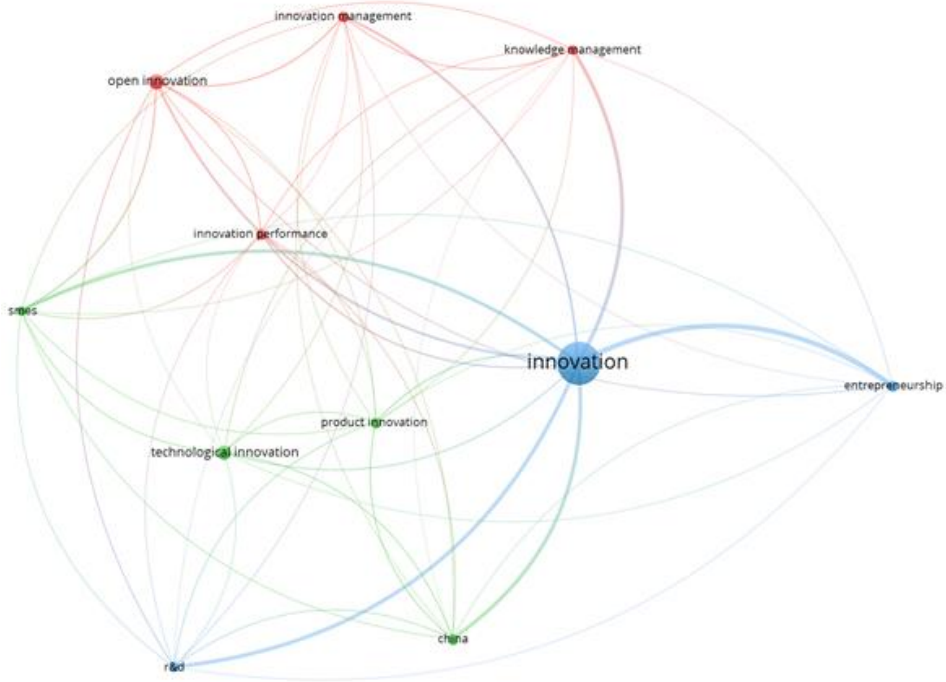 innovation management
knowledge management
open innovation
innovation performance
smes
innovation
entrepreneurship
product innovation
technological innovation
china
r&d